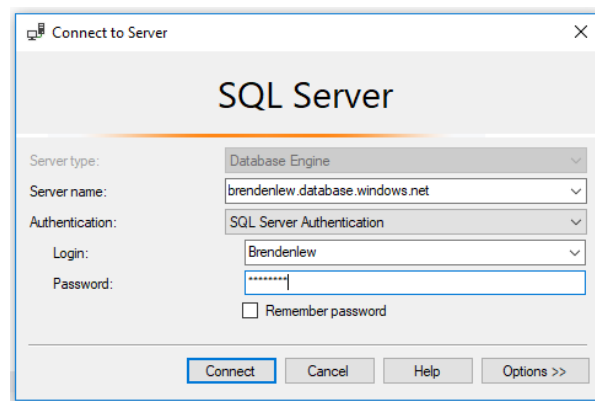 Connect to Server
SQL Server
Server type: Database Engine
Server name: brendenlew.database.windows.net
Authentication: SQL Server Authentication
Login: Brendenlew
Password: ********
Remember password
Connect Cancel Help Options >>